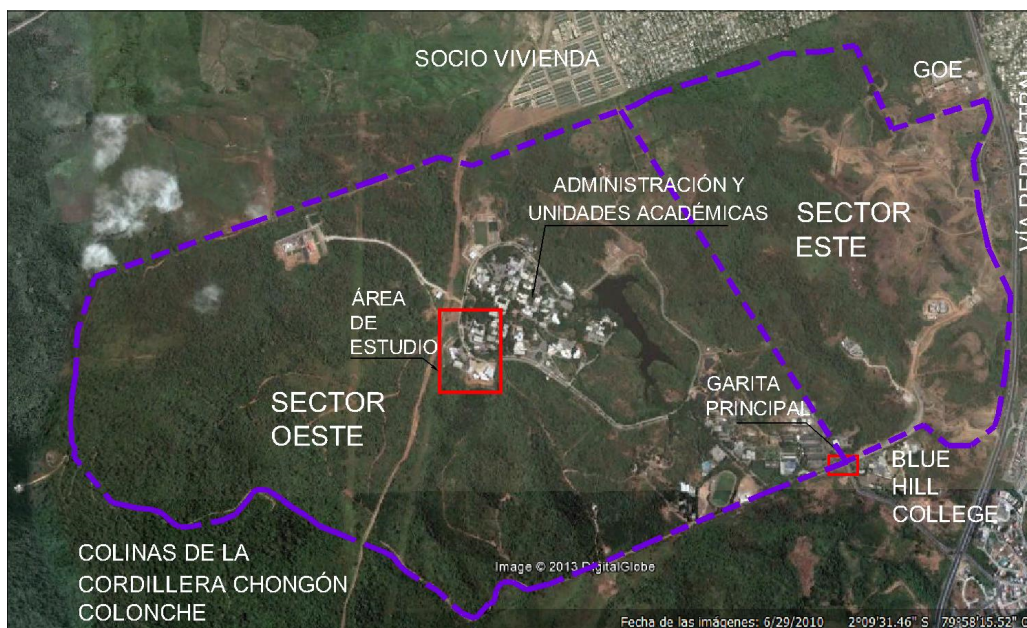 SOCIO VIVIENDA
GOE
VÍA PERIMETRAL
ADMINISTRACIÓN Y
UNIDADES ACADÉMICAS
SECTOR
ESTE
ÁREA
DE
ESTUDIO
SECTOR
OESTE
GARITA
PRINCIPAL
BLUE
HILL
COLLEGE
COLINAS DE LA
CORDILLERA CHONGÓN
COLONCHE
Image © 2013 DigitalGlobe
Fecha de las imágenes: 6/29/2010 2°09'31.46" S 79°58'15.52"